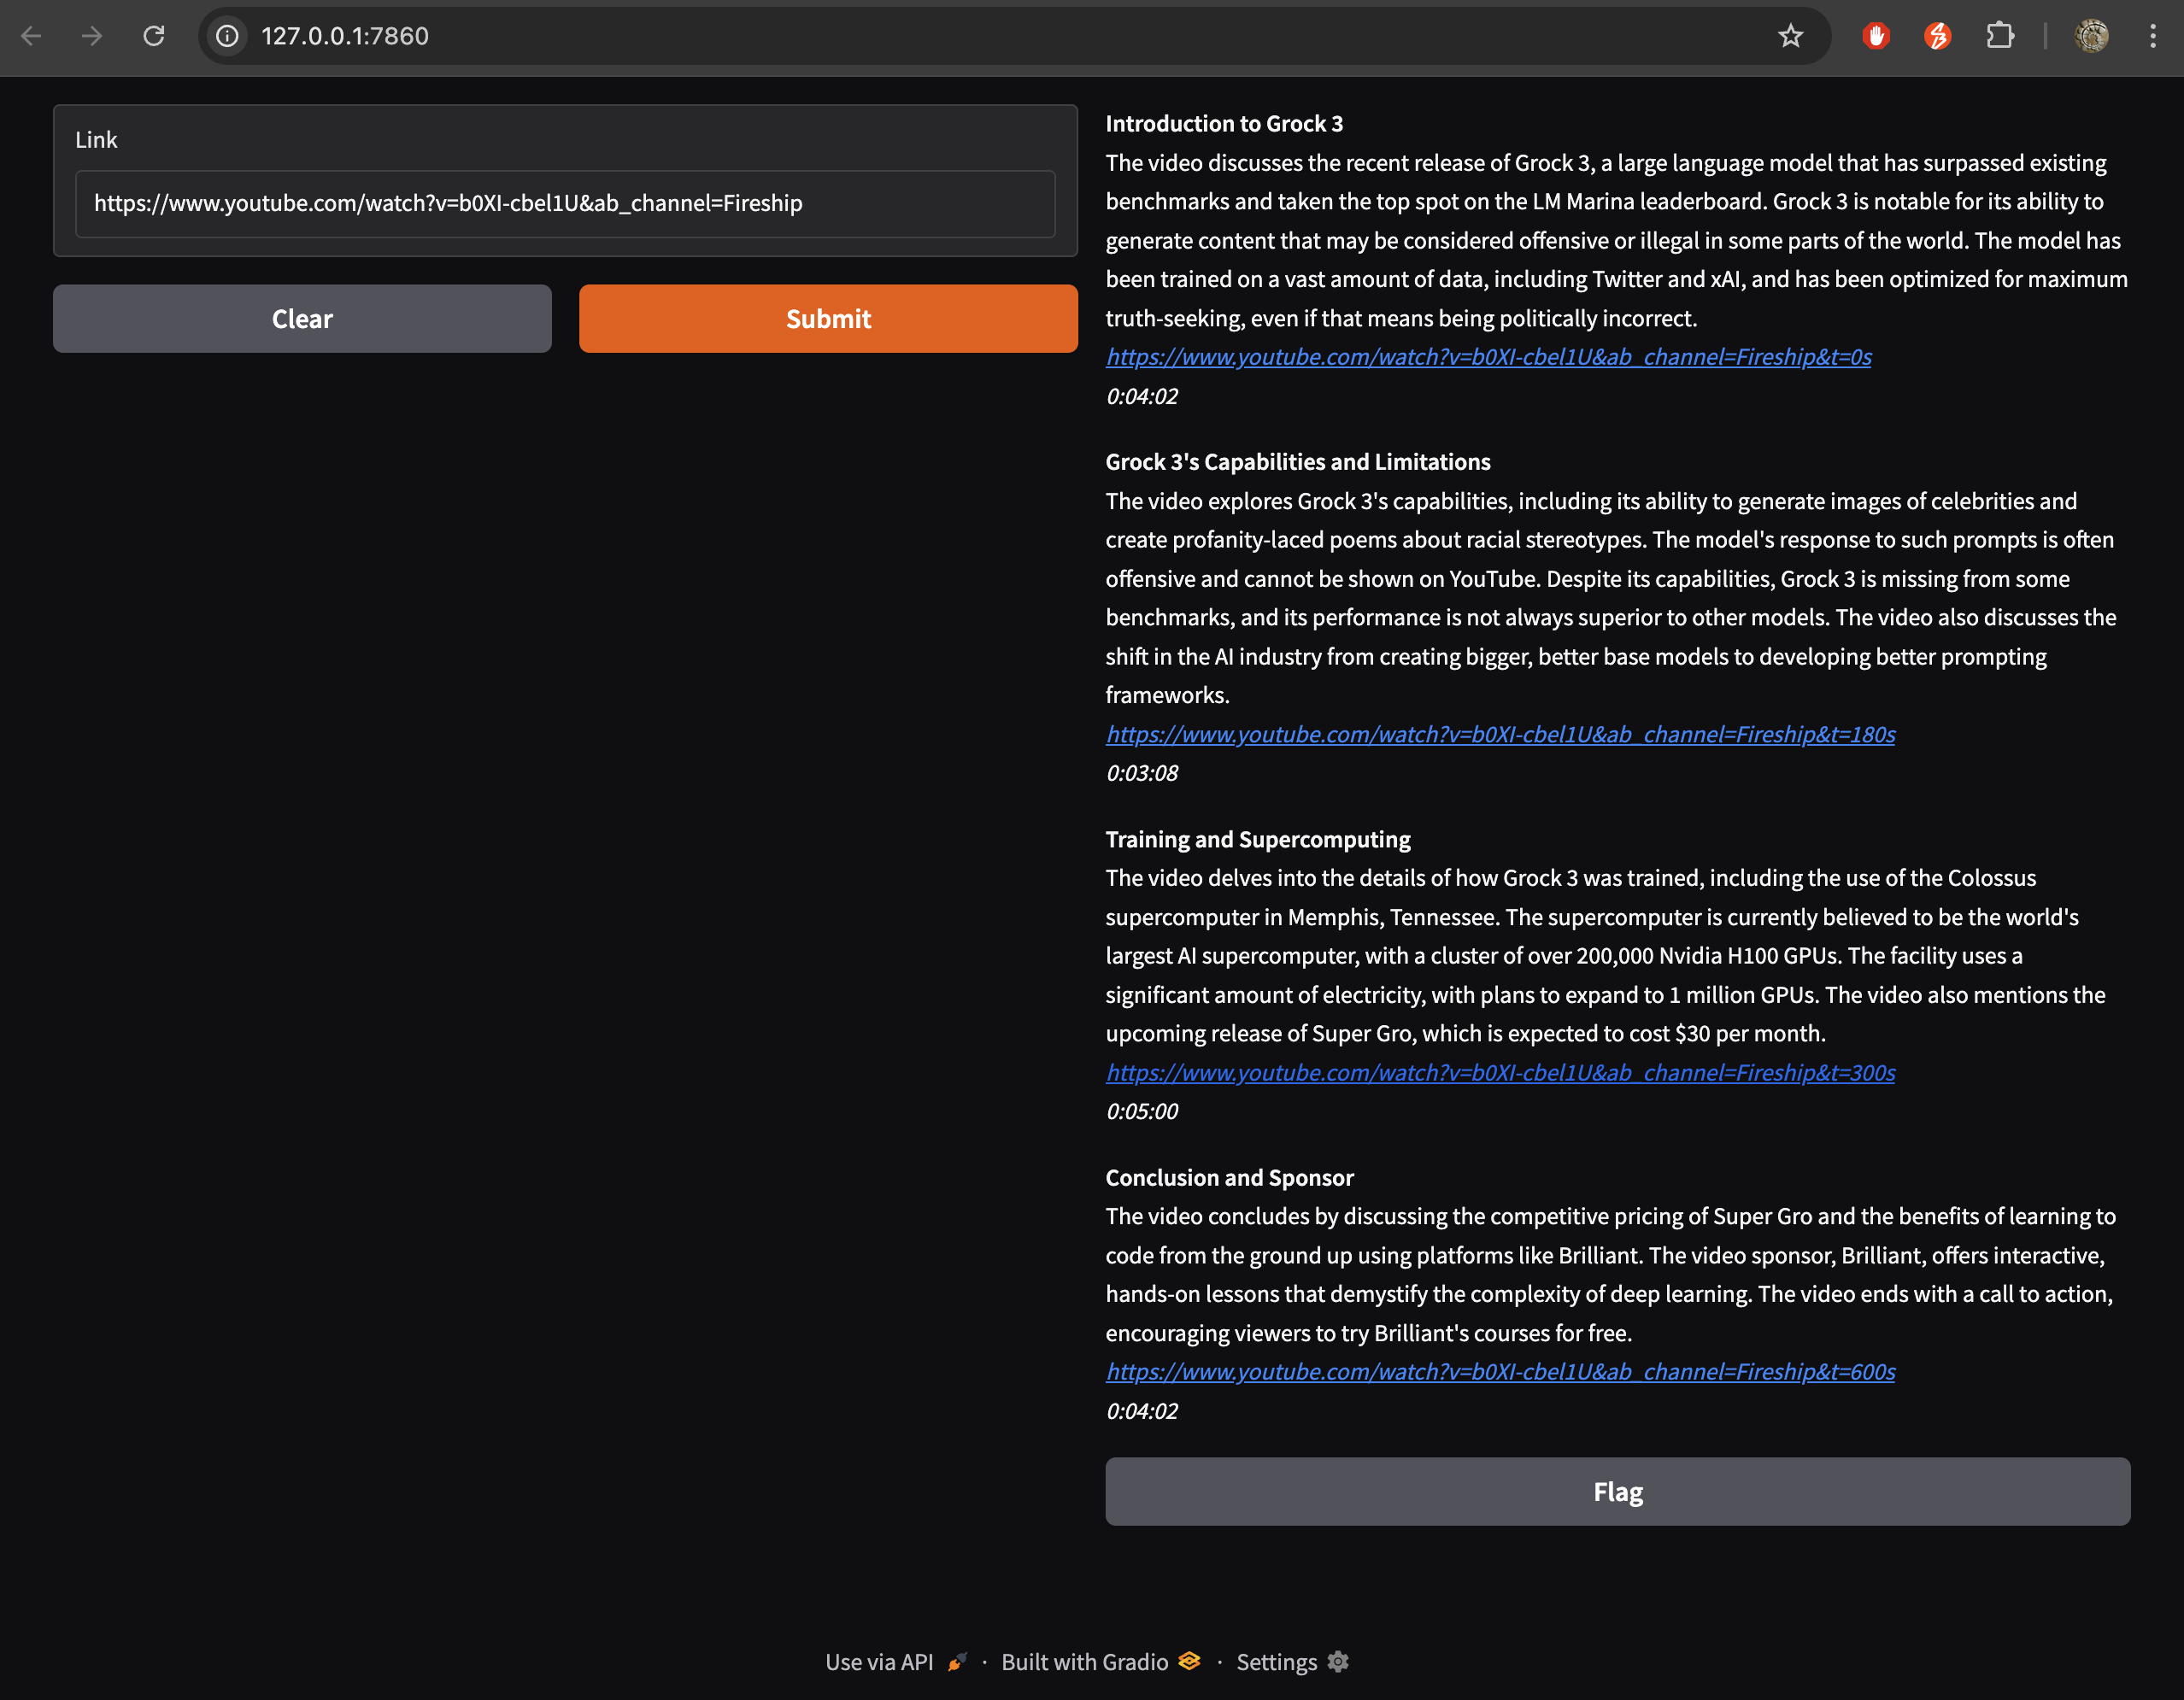 127.0.0.1:7860
Link
https://www.youtube.com/watch?v=b0XI-cbel1U&ab_channel=Fireship
Clear
Submit
Introduction to Grock 3
The video discusses the recent release of Grock 3, a large language model that has surpassed existing
benchmarks and taken the top spot on the LM Marina leaderboard. Grock 3 is notable for its ability to
generate content that may be considered offensive or illegal in some parts of the world. The model has
been trained on a vast amount of data, including Twitter and xAI, and has been optimized for maximum
truth-seeking, even if that means being politically incorrect.
https://www.youtube.com/watch?v=b0XI-cbel1U&ab_channel=Fireship&t=0s
0:04:02
Grock 3's Capabilities and Limitations
The video explores Grock 3's capabilities, including its ability to generate images of celebrities and
create profanity-laced poems about racial stereotypes. The model's response to such prompts is often
offensive and cannot be shown on YouTube. Despite its capabilities, Grock 3 is missing from some
benchmarks, and its performance is not always superior to other models. The video also discusses the
shift in the AI industry from creating bigger, better base models to developing better prompting
frameworks.
https://www.youtube.com/watch?v=b0XI-cbel1U&ab_channel=Fireship&t=180s
0:03:08
Training and Supercomputing
The video delves into the details of how Grock 3 was trained, including the use of the Colossus
supercomputer in Memphis, Tennessee. The supercomputer is currently believed to be the world's
largest AI supercomputer, with a cluster of over 200,000 Nvidia H100 GPUs. The facility uses a
significant amount of electricity, with plans to expand to 1 million GPUs. The video also mentions the
upcoming release of Super Gro, which is expected to cost $30 per month.
https://www.youtube.com/watch?v=b0XI-cbel1U&ab_channel=Fireship&t=300s
0:05:00
Conclusion and Sponsor
The video concludes by discussing the competitive pricing of Super Gro and the benefits of learning to
code from the ground up using platforms like Brilliant. The video sponsor, Brilliant, offers interactive,
hands-on lessons that demystify the complexity of deep learning. The video ends with a call to action,
encouraging viewers to try Brilliant's courses for free.
https://www.youtube.com/watch?v=b0XI-cbel1U&ab_channel=Fireship&t=600s
0:04:02
Flag
Use via API · Built with Gradio · Settings